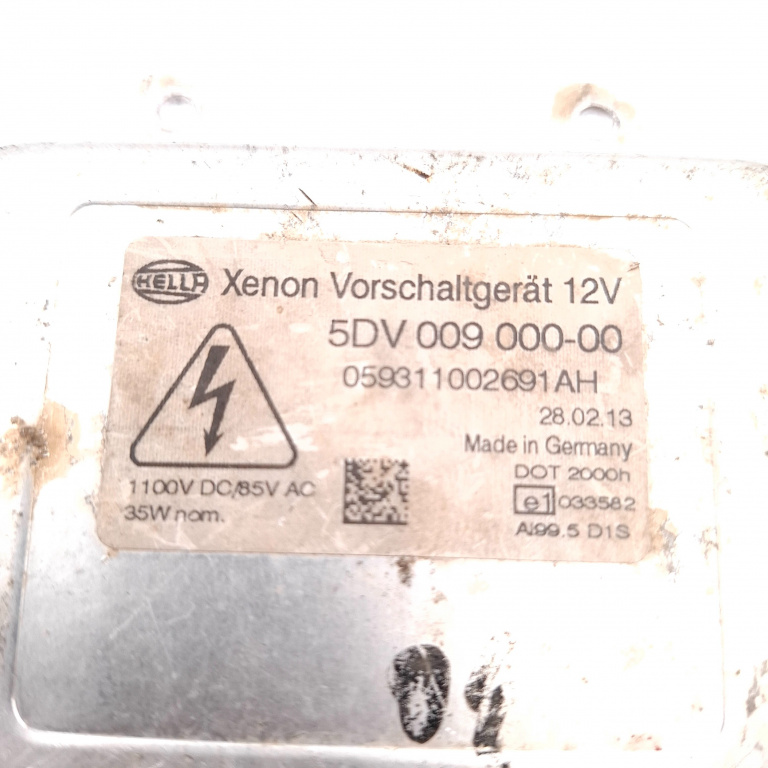 HELLA Xenon Vorschaltgerät 12V
5DV 009 000-00
059311002691AH
28.02.13
Made in Germany
DOT 2000h
1100V DC/85V AC
e1 033582
35W nom.
Al99.5 D1S